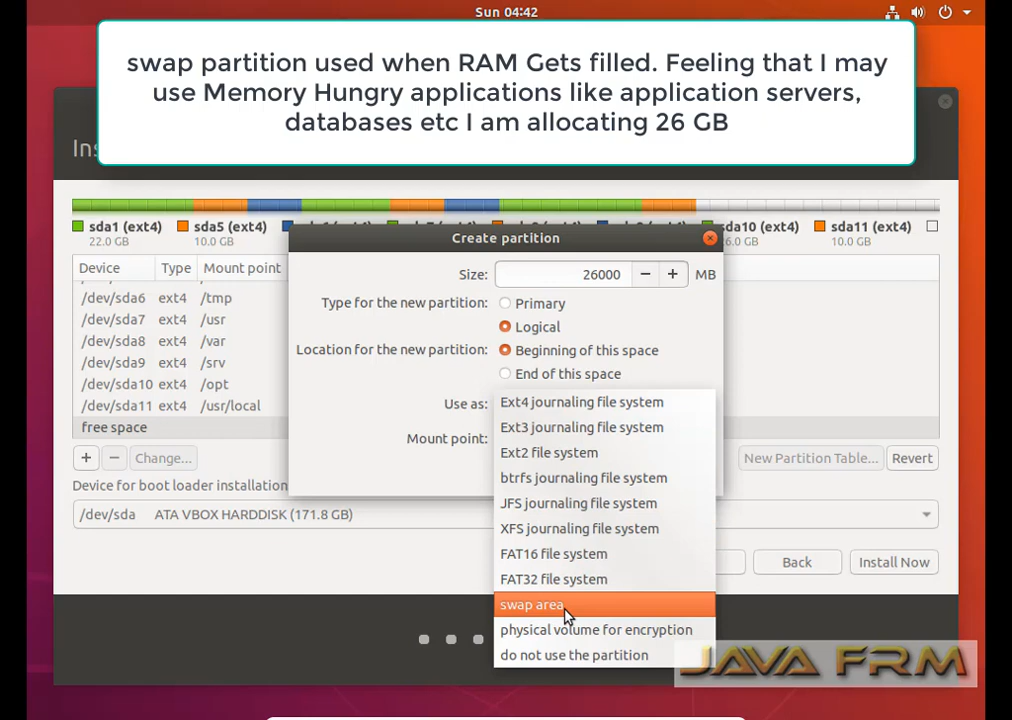 Sun 04:42
swap partition used when RAM Gets filled. Feeling that I may
use Memory Hungry applications like application servers,
databases etc I am allocating 26 GB
Ins
sda1 (ext4)
sda5 (ext4)
sda10 (ext4)
sda11 (ext4)
22.0 GB
10.0 GB
6.0 GB
10.0 GB
Create partition
Device
Type
Mount point
Size: 26000 MB
/dev/sda6 ext4 /tmp
Type for the new partition: Primary
/dev/sda7 ext4 /usr
Logical
/dev/sda8 ext4 /var
Location for the new partition: Beginning of this space
/dev/sda9 ext4 /srv
End of this space
/dev/sda10 ext4 /opt
/dev/sda11 ext4 /usr/local
free space
Use as:
Mount point:
Ext4 journaling file system
Ext3 journaling file system
Ext2 file system
btrfs journaling file system
JFS journaling file system
XFS journaling file system
FAT16 file system
FAT32 file system
swap area
physical volume for encryption
do not use the partition
+
−
Change...
New Partition Table...
Revert
Device for boot loader installation
/dev/sda ATA VBOX HARDDISK (171.8 GB)
Back
Install Now
JAVA FRM